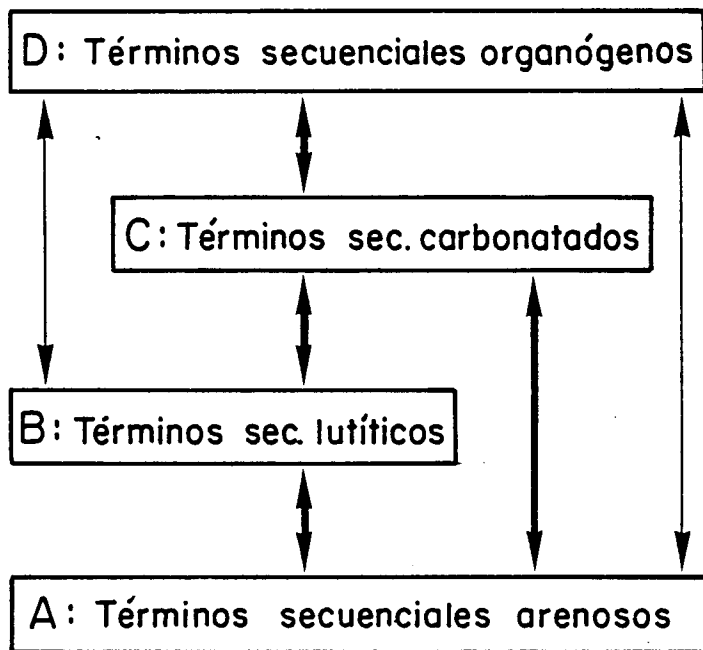 D: Términos secuenciales organógenos
C: Términos sec. carbonatados
B: Términos sec. lutíticos
A: Términos secuenciales arenosos